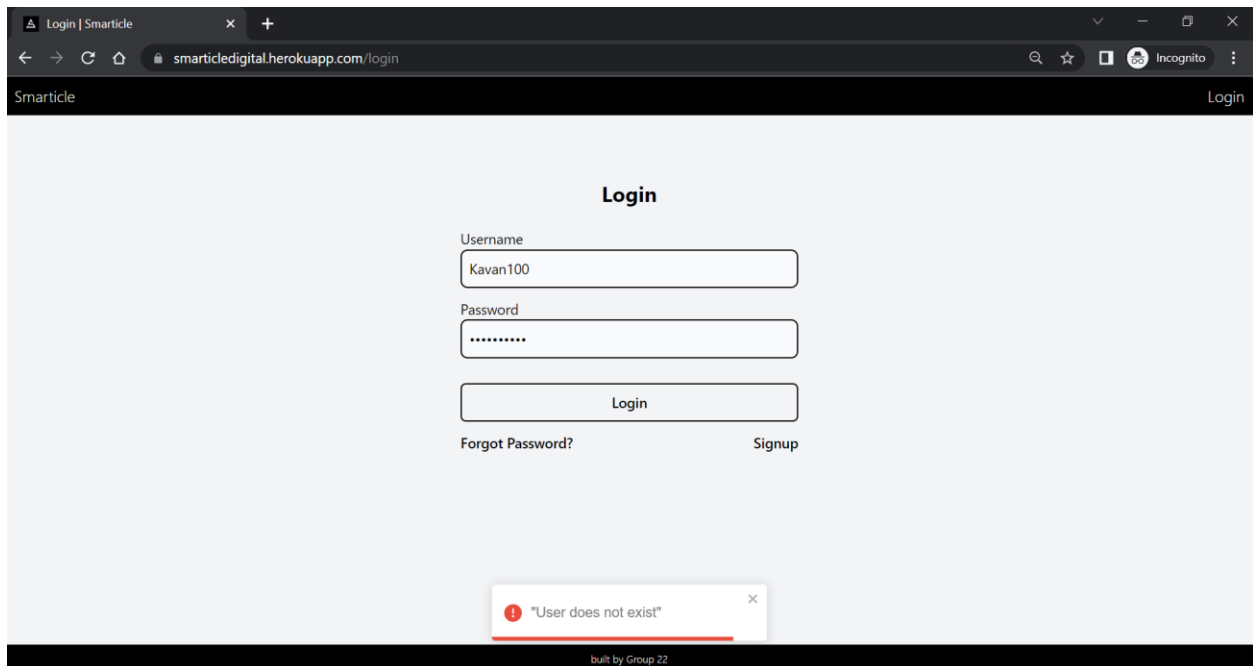 Login | Smarticle
smarticledigital.herokuapp.com/login
Incognito
Smarticle
Login
Login
Username
Kavan100
Password
••••••••••
Login
Forgot Password?
Signup
"User does not exist"
built by Group 22